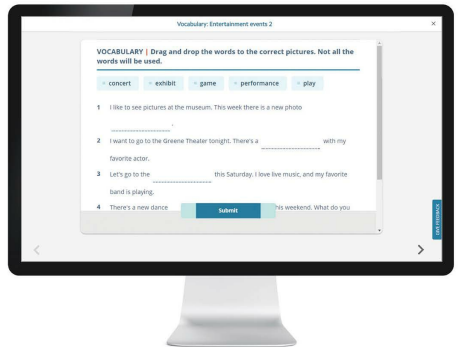 Vocabulary: Entertainment events 2
×
VOCABULARY | Drag and drop the words to the correct pictures. Not all the
words will be used.
concert exhibit game performance play
1 I like to see pictures at the museum. This week there is a new photo
.
2 I want to go to the Greene Theater tonight. There's a with my
favorite actor.
3 Let's go to the this Saturday. I love live music, and my favorite
band is playing.
4 There's a new dance his weekend. What do you
Submit
GIVE FEEDBACK